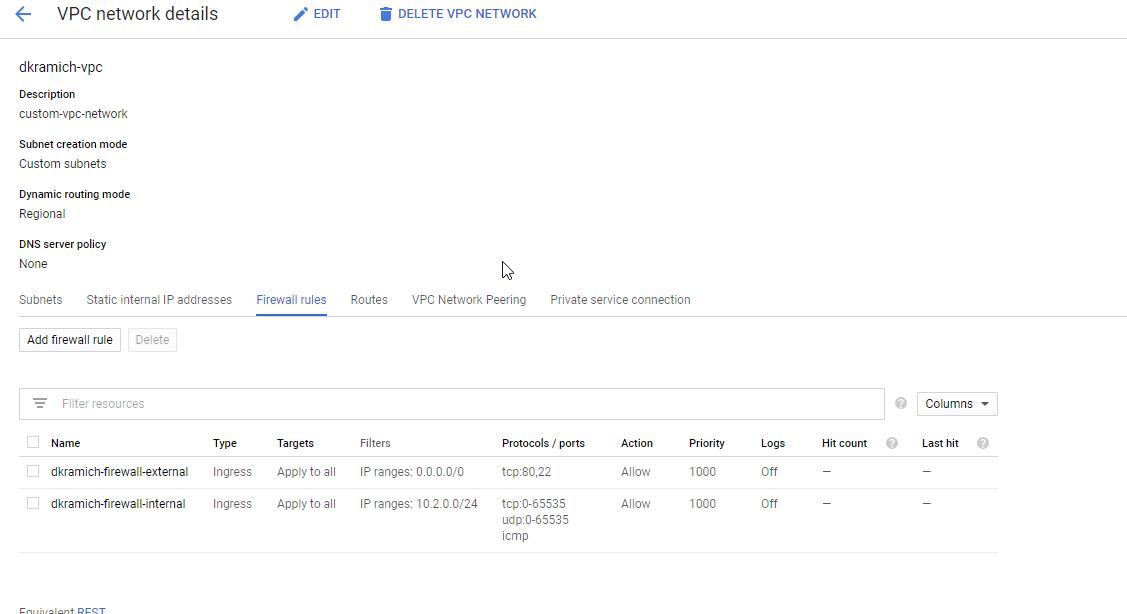 VPC network details EDIT DELETE VPC NETWORK
dkramich-vpc
Description
custom-vpc-network
Subnet creation mode
Custom subnets
Dynamic routing mode
Regional
DNS server policy
None
Subnets Static internal IP addresses Firewall rules Routes VPC Network Peering Private service connection
Add firewall rule Delete
Filter resources ? Columns
Name Type Targets Filters Protocols / ports Action Priority Logs Hit count ? Last hit ?
dkramich-firewall-external Ingress Apply to all IP ranges: 0.0.0.0/0 tcp:80,22 Allow 1000 Off — —
dkramich-firewall-internal Ingress Apply to all IP ranges: 10.2.0.0/24 tcp:0-65535 Allow 1000 Off — —
udp:0-65535
icmp
Equivalent REST